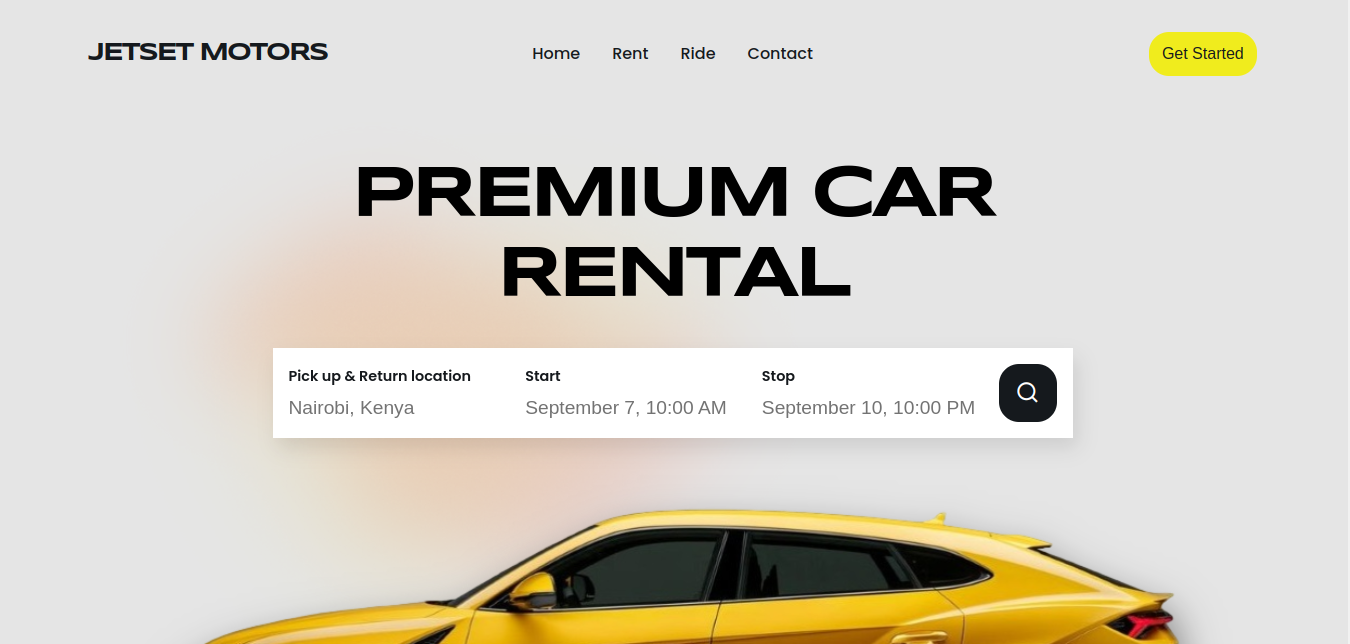 JETSET MOTORS
Home Rent Ride Contact
Get Started
PREMIUM CAR
RENTAL
Pick up & Return location
Nairobi, Kenya
Start
September 7, 10:00 AM
Stop
September 10, 10:00 PM